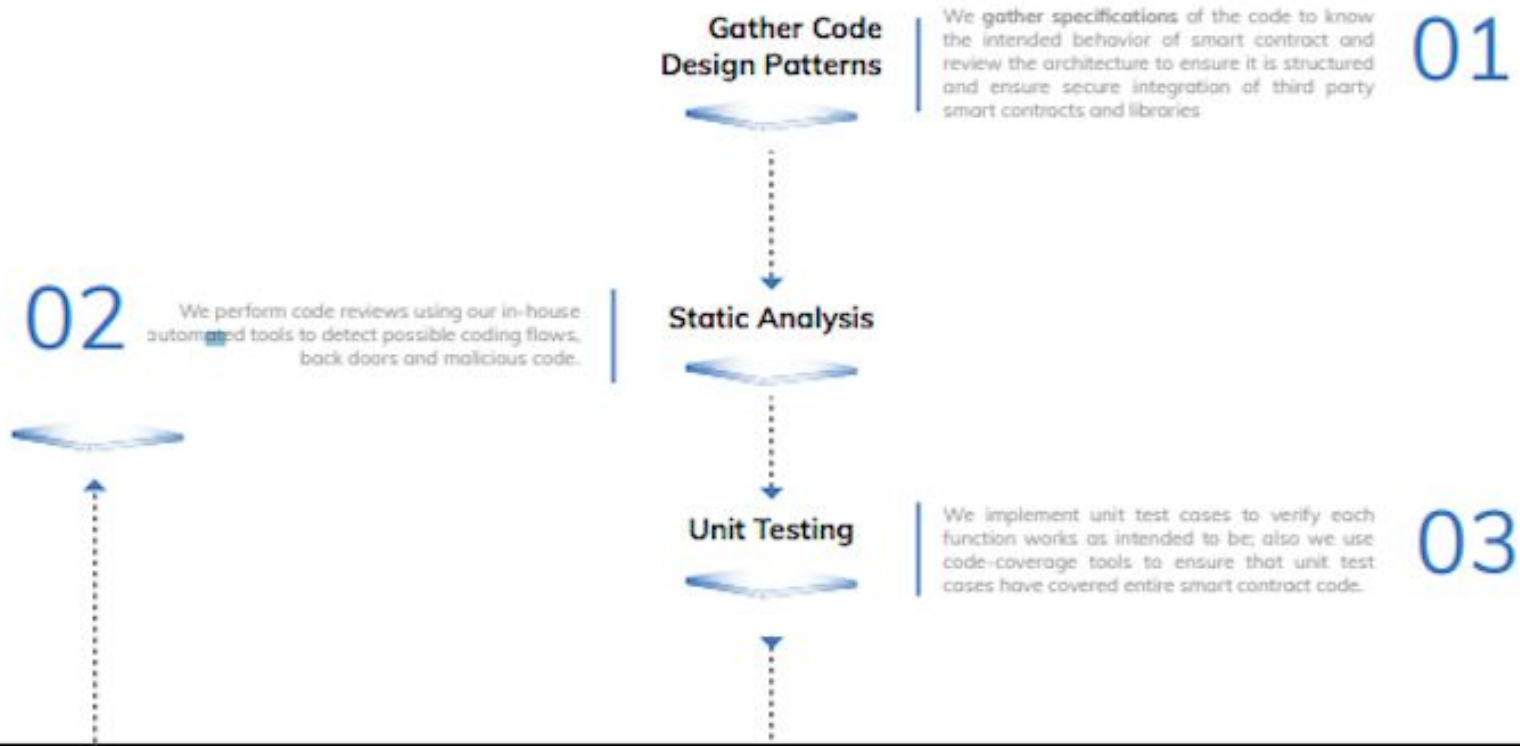 Gather Code
Design Patterns
We gather specifications of the code to know
the intended behavior of smart contract and
review the architecture to ensure it is structured
and ensure secure integration of third party
smart contracts and libraries
01
02
We perform code reviews using our in-house
automated tools to detect possible coding flows,
back doors and malicious code.
Static Analysis
Unit Testing
We implement unit test cases to verify each
function works as intended to be; also we use
code-coverage tools to ensure that unit test
cases have covered entire smart contract code.
03